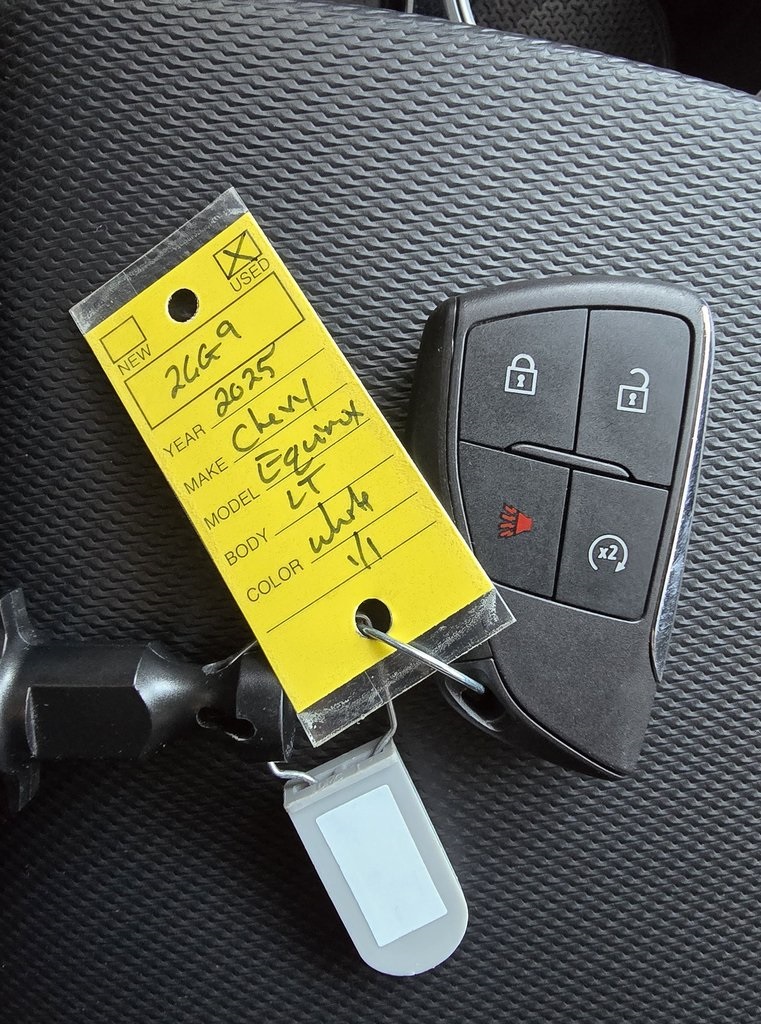 NEW
USED
2GG9
YEAR 2025
MAKE Chevy
MODEL Equinox
BODY LT
COLOR white
1/1
x2